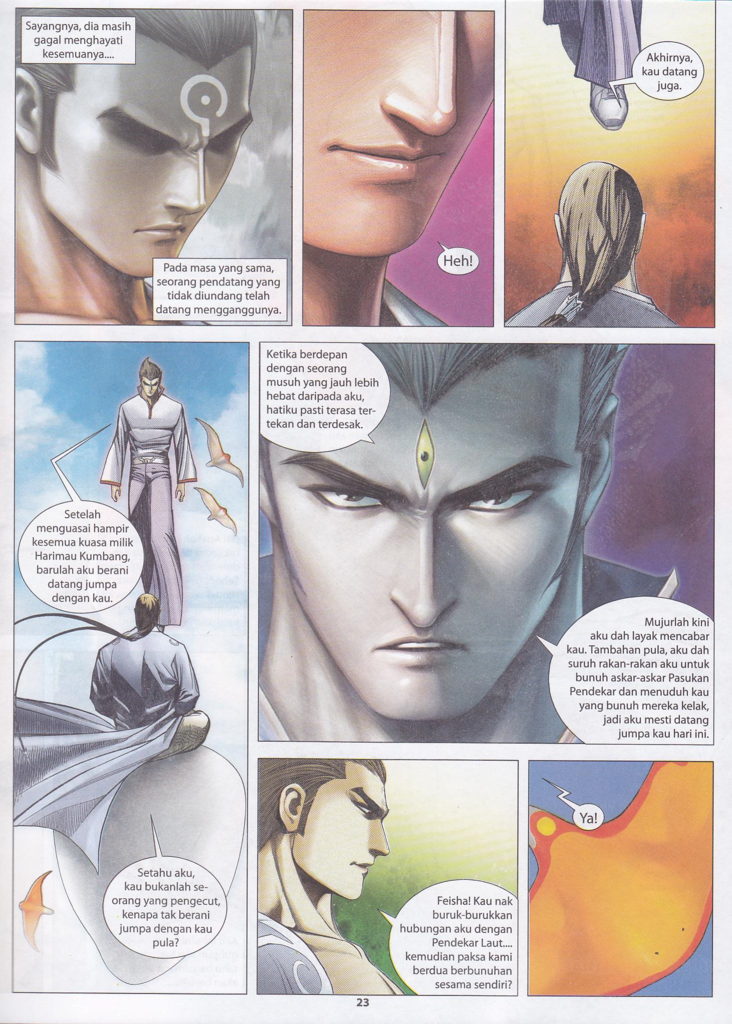 Sayangnya, dia masih
gagal menghayati
kesemuanya....
Pada masa yang sama,
seorang pendatang yang
tidak diundang telah
datang mengganggunya.
Heh!
Akhirnya,
kau datang
juga.
Setelah
menguasai hampir
kesemua kuasa milik
Harimau Kumbang,
barulah aku berani
datang jumpa
dengan kau.
Setahu aku,
kau bukanlah se-
orang yang pengecut,
kenapa tak berani
jumpa dengan kau
pula?
Ketika berdepan
dengan seorang
musuh yang jauh lebih
hebat daripada aku,
hatiku pasti terasa ter-
tekan dan terdesak.
Mujurlah kini
aku dah layak mencabar
kau. Tambahan pula, aku dah
suruh rakan-rakan aku untuk
bunuh askar-askar Pasukan
Pendekar dan menuduh kau
yang bunuh mereka kelak,
jadi aku mesti datang
jumpa kau hari ini.
Feisha! Kau nak
buruk-burukkan
hubungan aku dengan
Pendekar Laut....
kemudian paksa kami
berdua berbunuhan
sesama sendiri?
Ya!
23